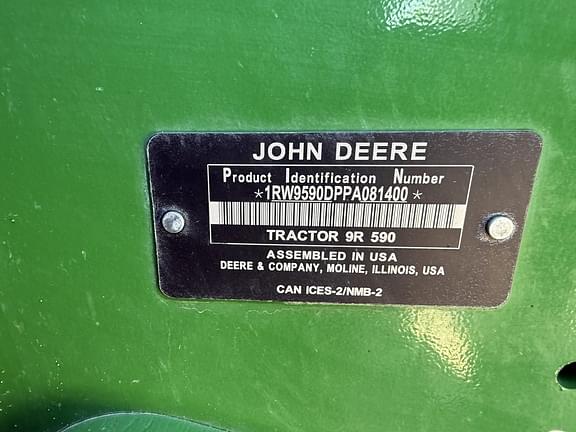 JOHN DEERE
Product Identification Number
*1RW9590DPPA081400*
TRACTOR 9R 590
ASSEMBLED IN USA
DEERE & COMPANY, MOLINE, ILLINOIS, USA
CAN ICES-2/NMB-2